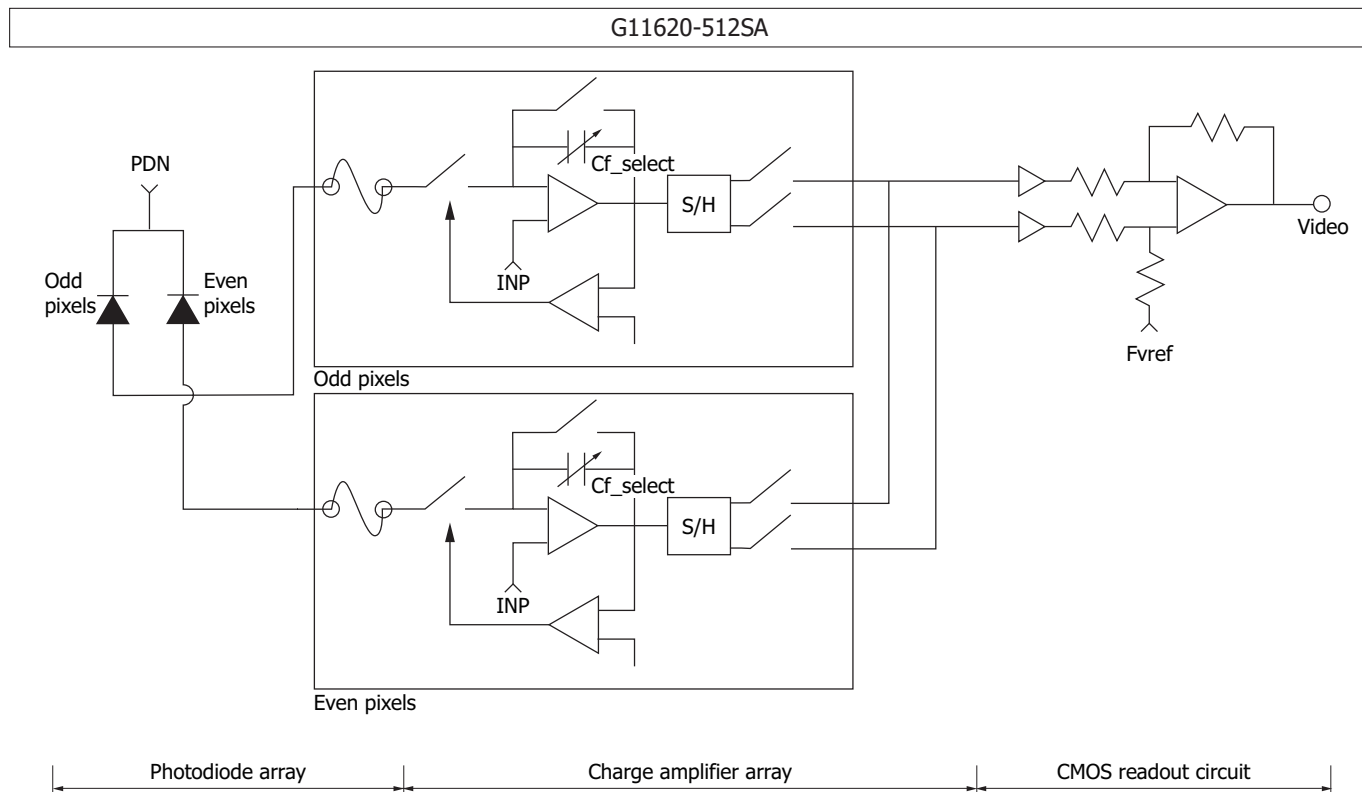 G11620-512SA
PDN
Odd
pixels
Even
pixels
Cf_select
S/H
INP
Odd pixels
Video
Fvref
Cf_select
S/H
INP
Even pixels
Photodiode array
Charge amplifier array
CMOS readout circuit